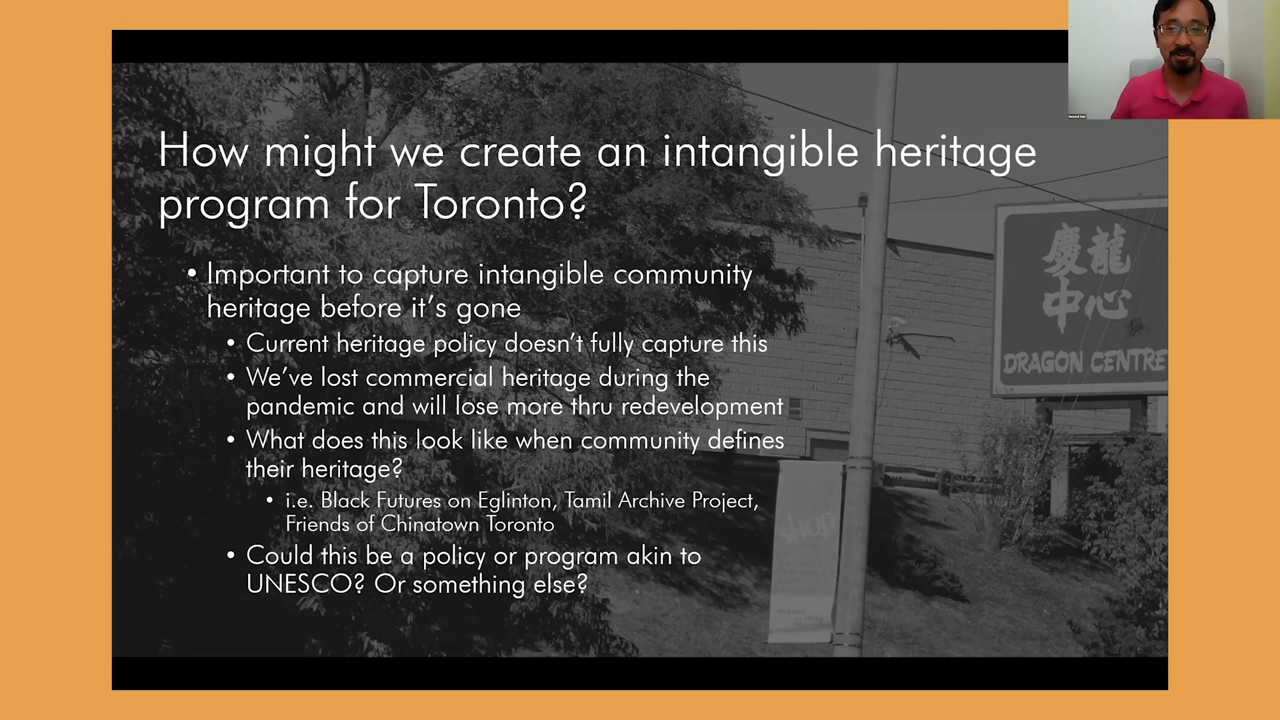 How might we create an intangible heritage
program for Toronto?
• Important to capture intangible community
heritage before it's gone
• Current heritage policy doesn't fully capture this
• We've lost commercial heritage during the
pandemic and will lose more thru redevelopment
• What does this look like when community defines
their heritage?
• i.e. Black Futures on Eglinton, Tamil Archive Project,
Friends of Chinatown Toronto
• Could this be a policy or program akin to
UNESCO? Or something else?
慶龍
中心
DRAGON CENTRE